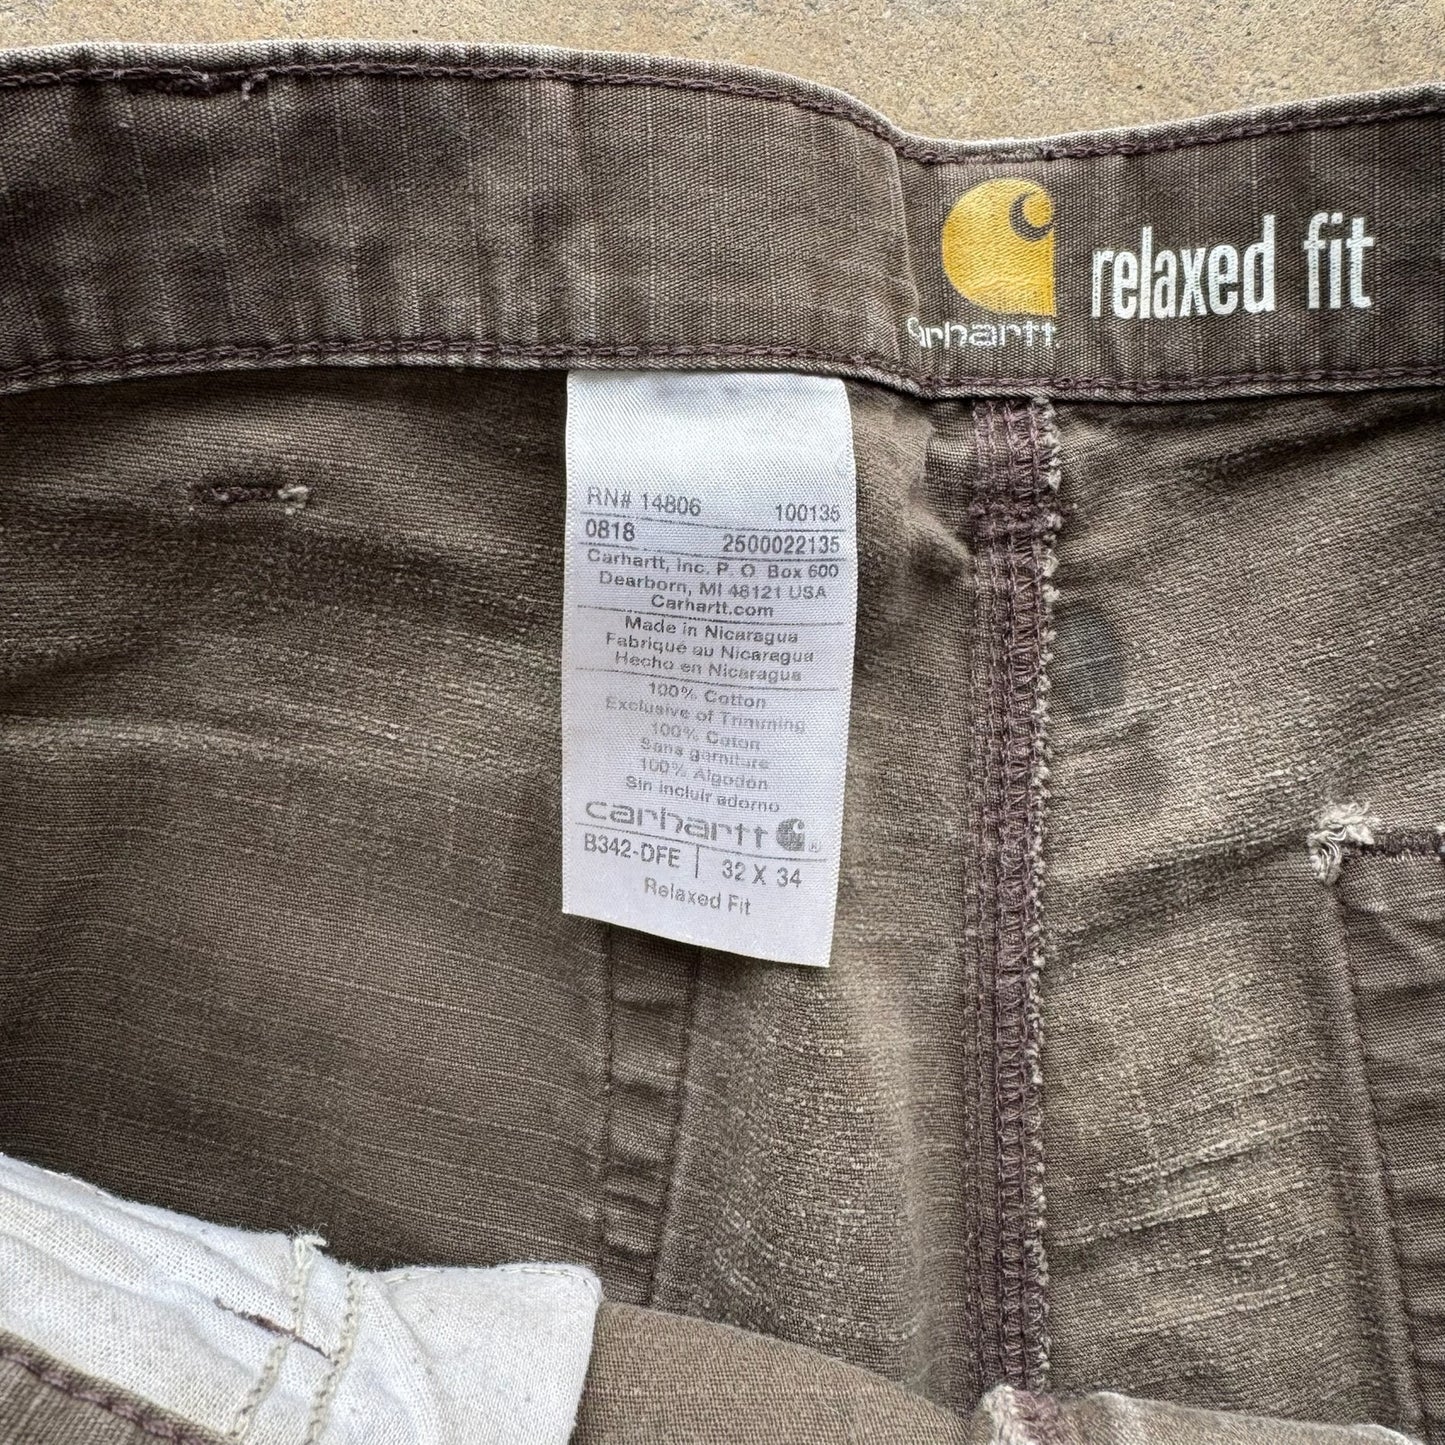 carhartt
relaxed fit
RN# 14806 100135
0818 2500022135
Carhartt, Inc. P. O. Box 600
Dearborn, MI 48121 USA
Carhartt.com
Made in Nicaragua
Fabriqué au Nicaragua
Hecho en Nicaragua
100% Cotton
Exclusive of Trimming
100% Coton
Sans garniture
100% Algodon
Sin incluir adorno
carhartt ®
B342-DFE | 32 X 34
Relaxed Fit